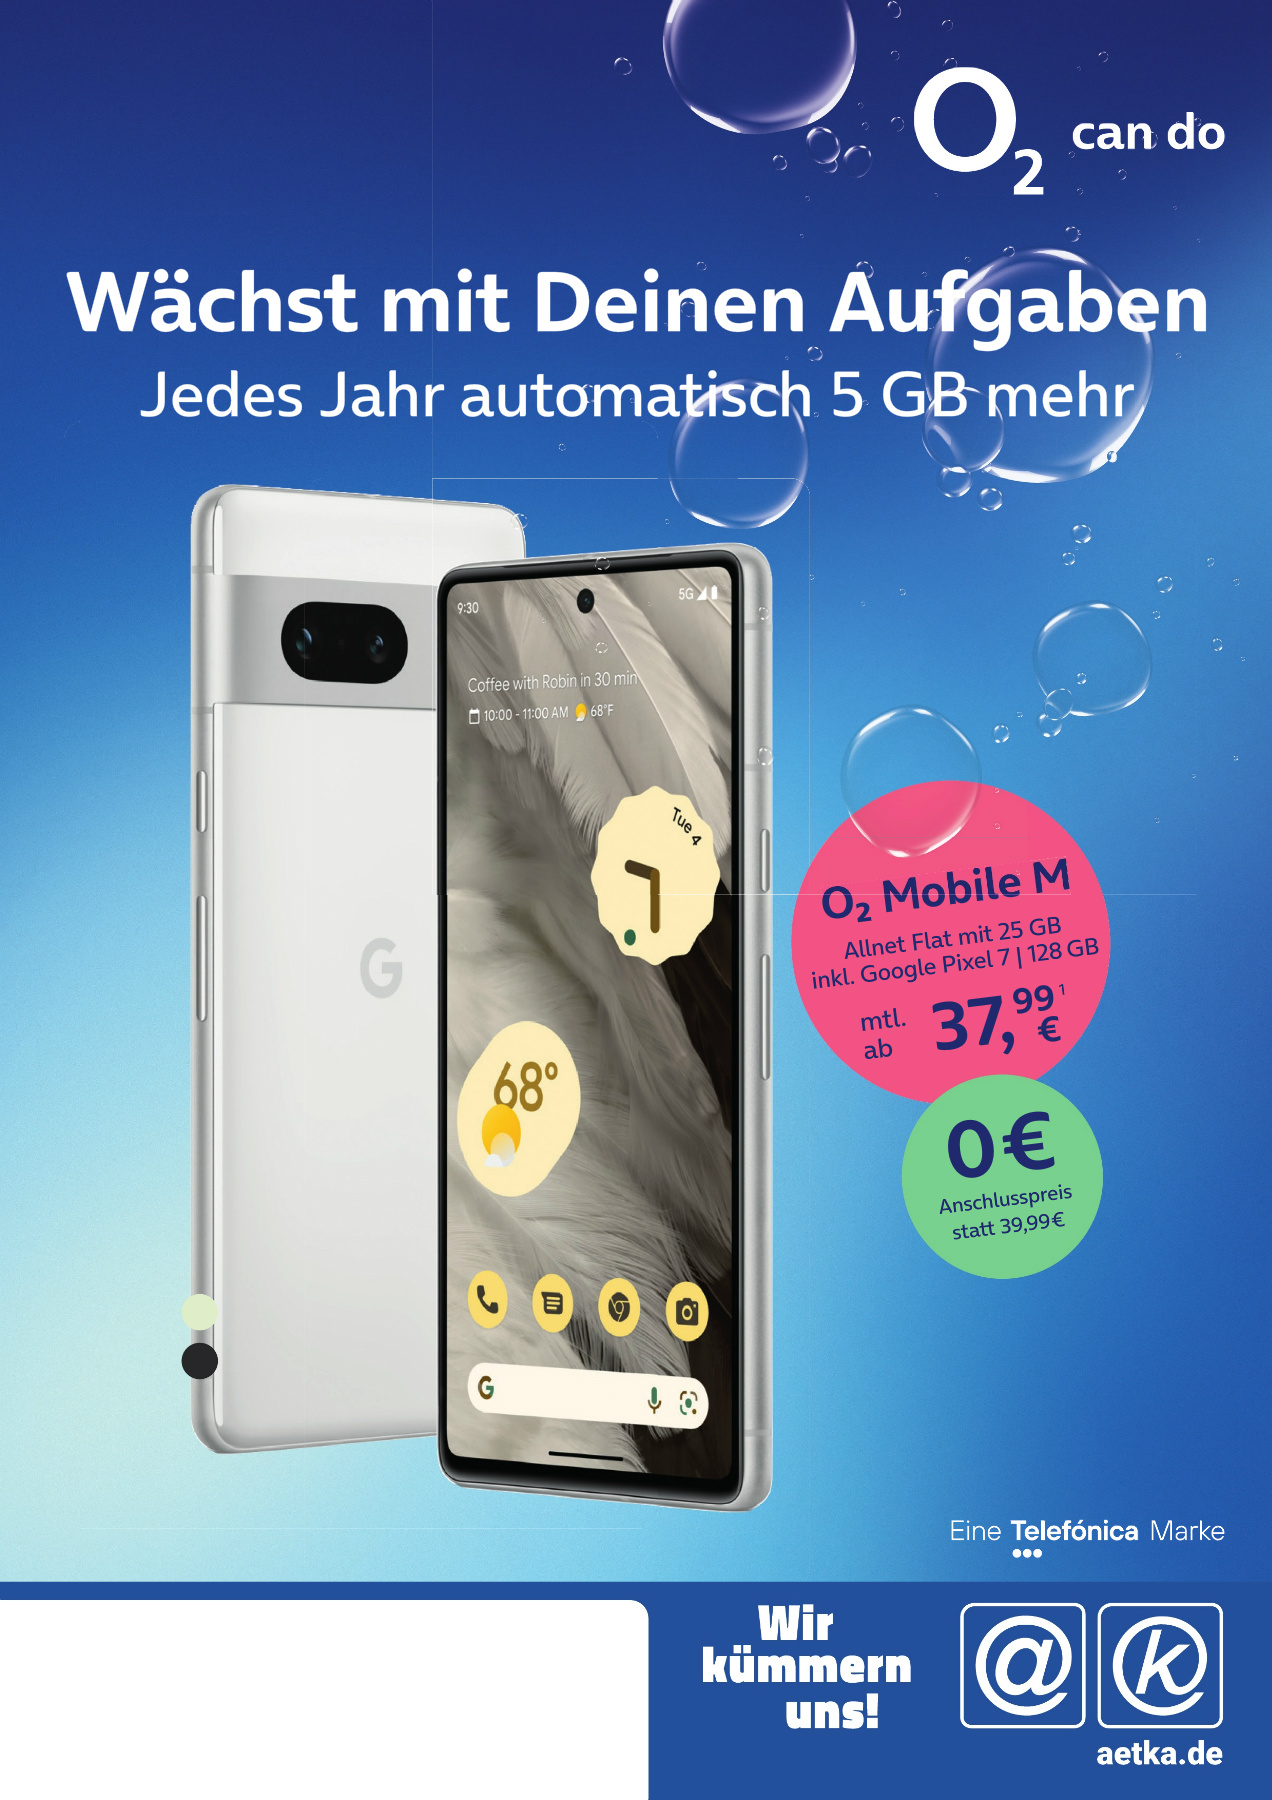 O₂ can do
Wächst mit Deinen Aufgaben
Jedes Jahr automatisch 5 GB mehr
9:30 5G
Coffee with Robin in 30 min
10:00 - 11:00 AM 68°F
Tue 4
G
68°
G
O₂ Mobile M
Allnet Flat mit 25 GB
inkl. Google Pixel 7 | 128 GB
mtl.
ab 37,99 € ¹
0 €
Anschlusspreis
statt 39,99 €
Eine Telefónica Marke
Wir
kümmern
uns!
@ k
aetka.de